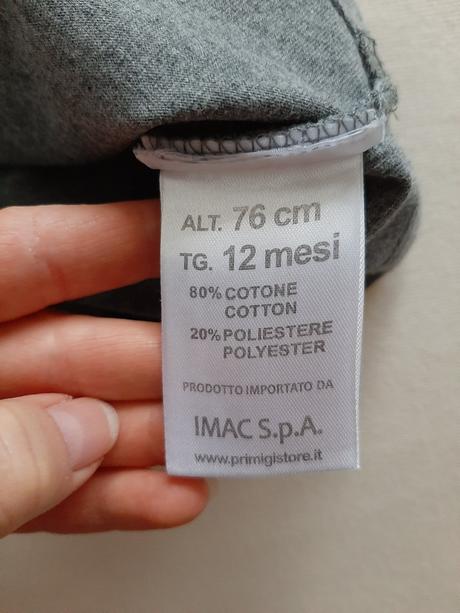 ALT. 76 cm
TG. 12 mesi
80% COTONE
COTTON
20% POLIESTERE
POLYESTER
PRODOTTO IMPORTATO DA
IMAC S.p.A.
www.primigistore.it